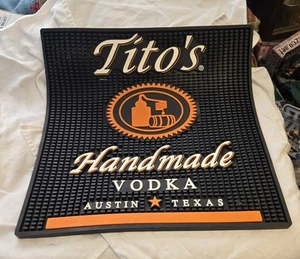 Tito's®
Handmade
VODKA
AUSTIN ★ TEXAS